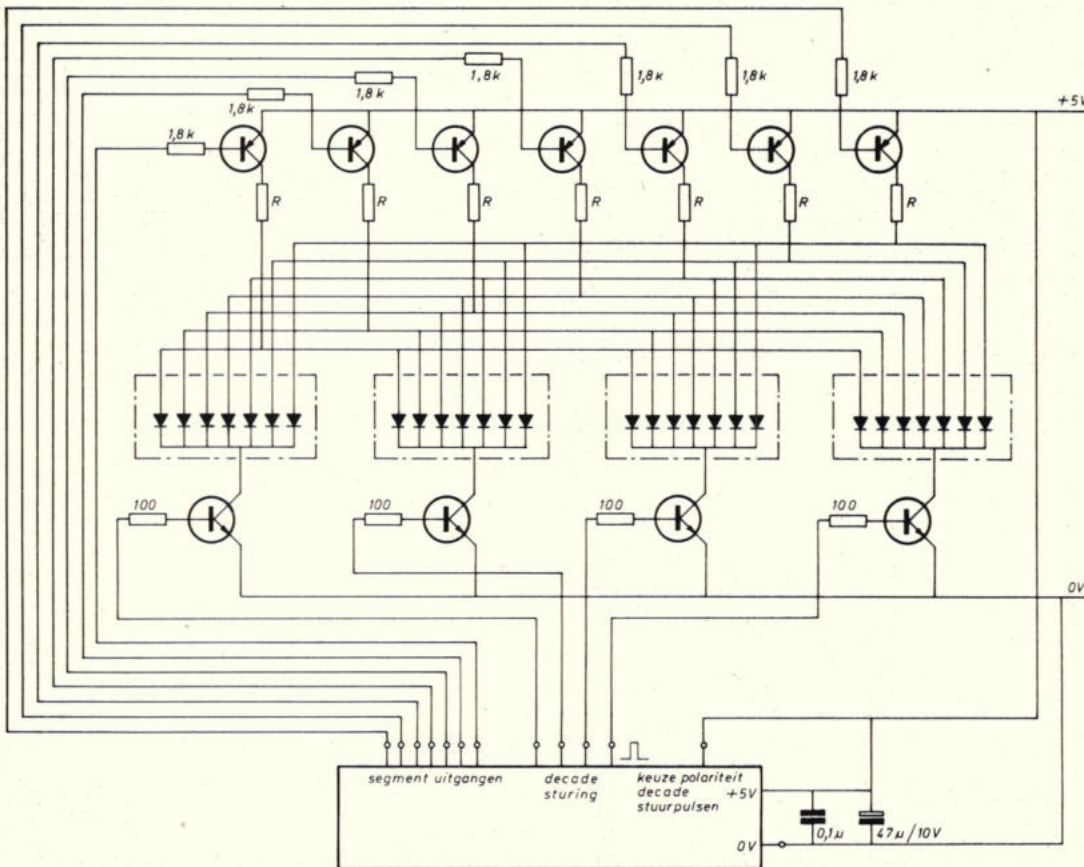 1,8k
1,8k
1,8k
1,8k
1,8k
1,8k
1,8k
+5V
R
R
R
R
R
R
R
100
100
100
100
0V
segment uitgangen
decade
sturing
keuze polariteit
decade
stuurpulsen
+5V
0V
0,1µ
47µ/10V